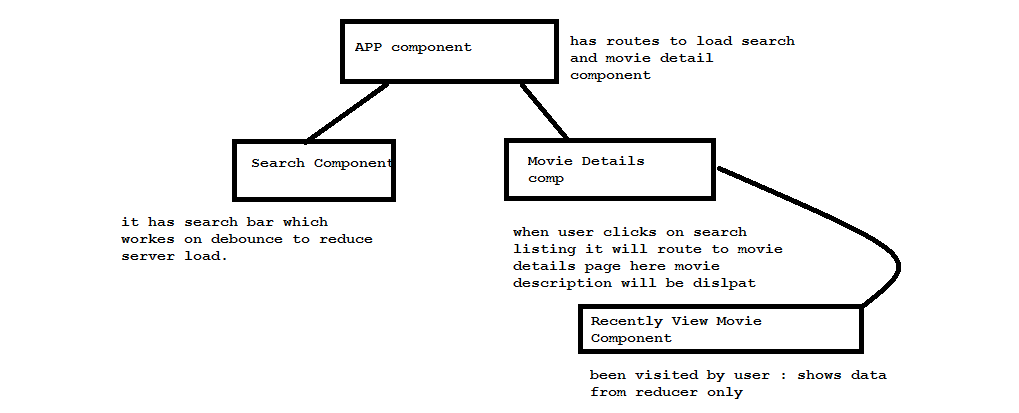 APP component
has routes to load search
and movie detail
component
Search Component
Movie Details
comp
it has search bar which
workes on debounce to reduce
server load.
when user clicks on search
listing it will route to movie
details page here movie
description will be dislpat
Recently View Movie
Component
been visited by user : shows data
from reducer only